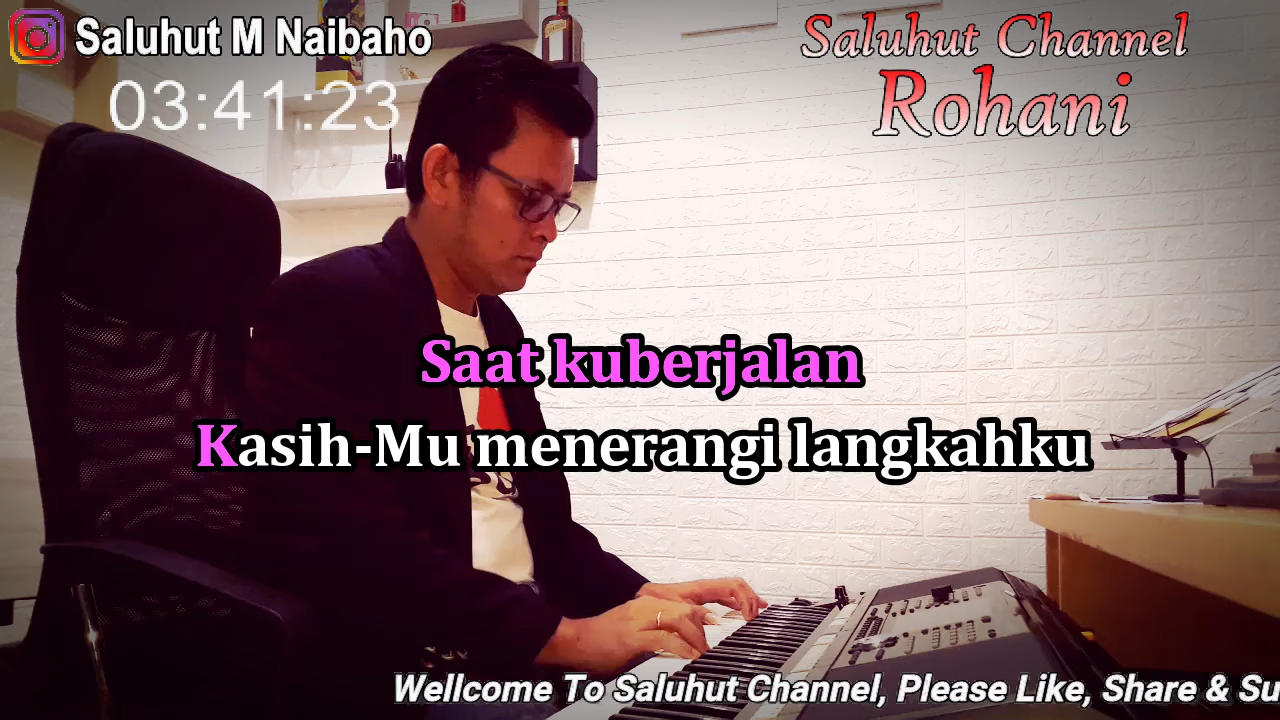 Saluhut M Naibaho
03:41:23
Saluhut Channel
Rohani
Saat kuberjalan
Kasih-Mu menerangi langkahku
Wellcome To Saluhut Channel, Please Like, Share & Su